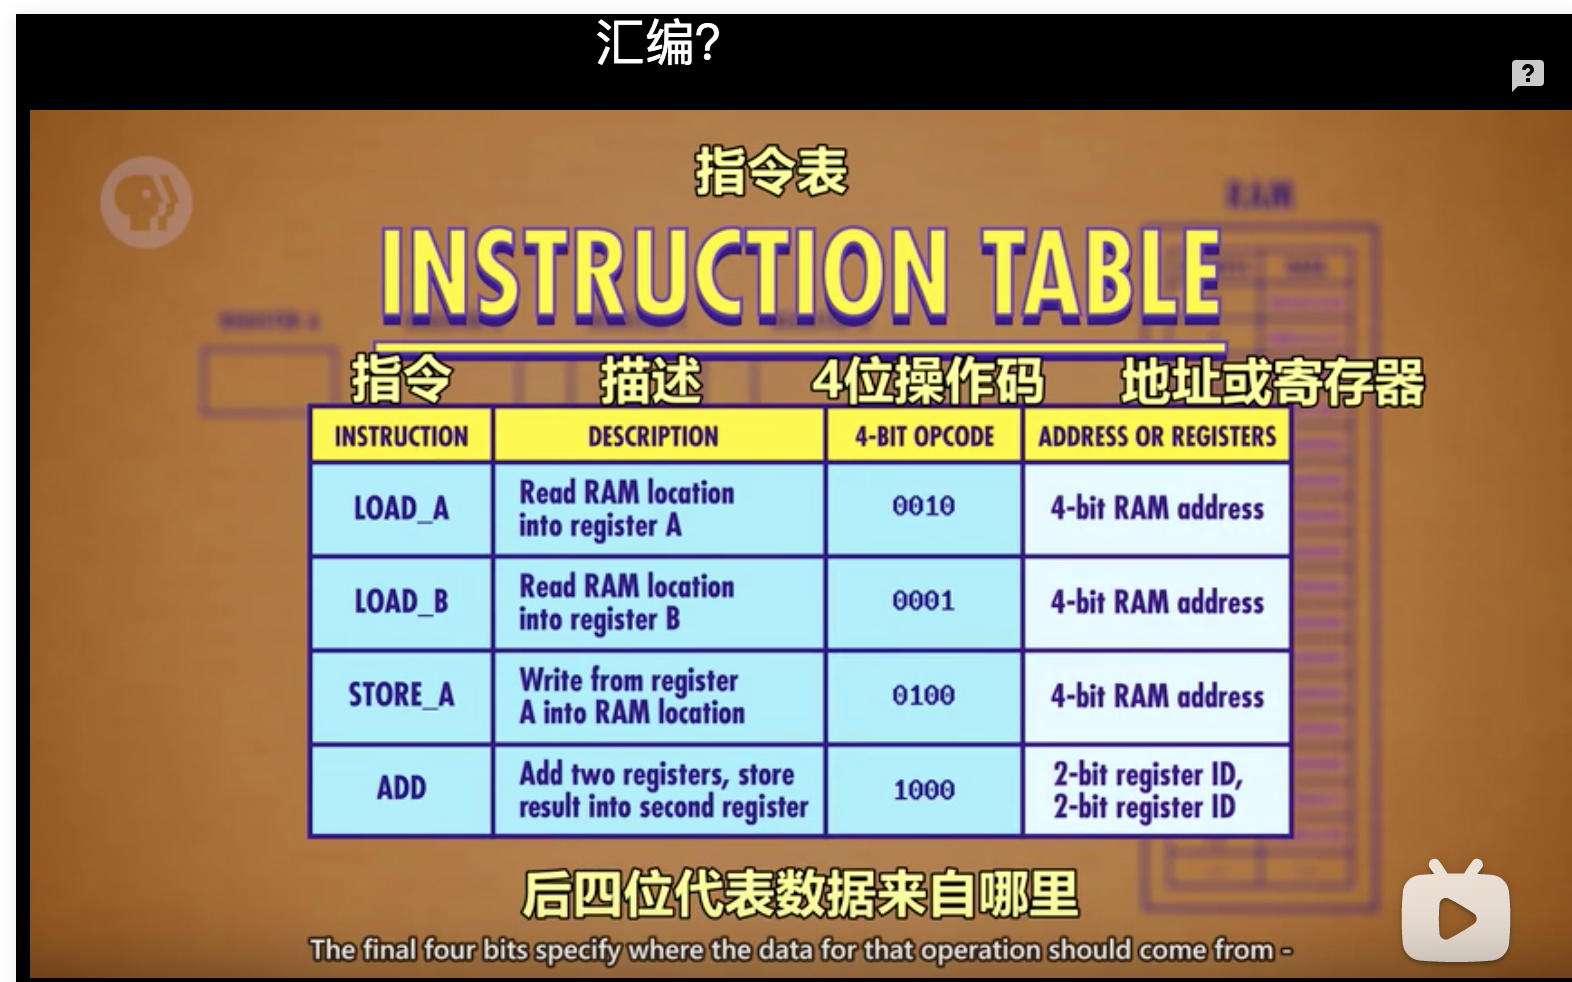 汇编?
?
指令表
RAM
INSTRUCTION TABLE
指令 描述 4位操作码 地址或寄存器
INSTRUCTION DESCRIPTION 4-BIT OPCODE ADDRESS OR REGISTERS
LOAD_A Read RAM location 0010 4-bit RAM address
into register A
LOAD_B Read RAM location 0001 4-bit RAM address
into register B
STORE_A Write from register 0100 4-bit RAM address
A into RAM location
ADD Add two registers, store 1000 2-bit register ID,
result into second register 2-bit register ID
后四位代表数据来自哪里
The final four bits specify where the data for that operation should come from -